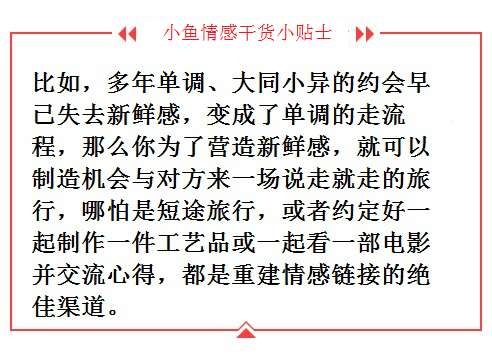 小鱼情感干货小贴士
比如，多年单调、大同小异的约会早
已失去新鲜感，变成了单调的走流
程，那么你为了营造新鲜感，就可以
制造机会与对方来一场说走就走的旅
行，哪怕是短途旅行，或者约定好一
起制作一件工艺品或一起看一部电影
并交流心得，都是重建情感链接的绝
佳渠道。